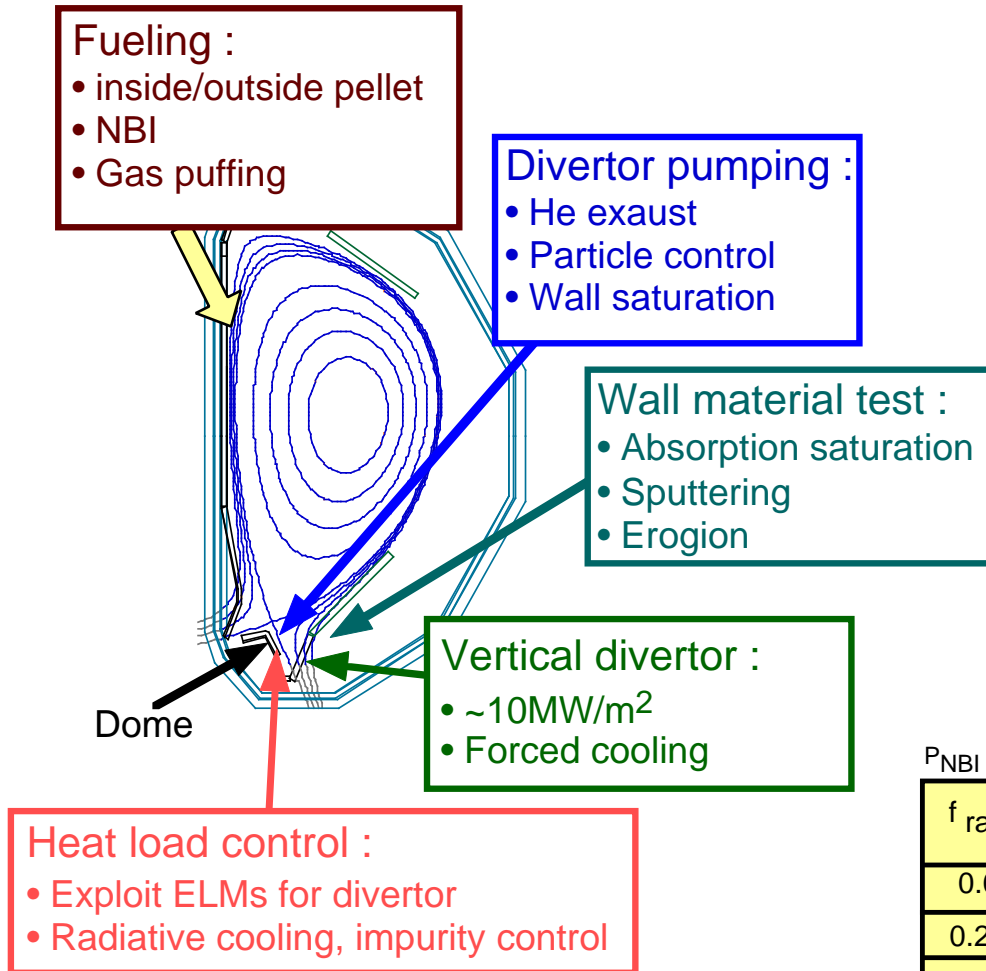 Fueling :
• inside/outside pellet
• NBI
• Gas puffing
Divertor pumping :
• He exaust
• Particle control
• Wall saturation
Wall material test :
• Absorption saturation
• Sputtering
• Erogion
Vertical divertor :
• ~10MW/m²
• Forced cooling
Dome
Heat load control :
• Exploit ELMs for divertor
• Radiative cooling, impurity control
PNBI
f
0.2